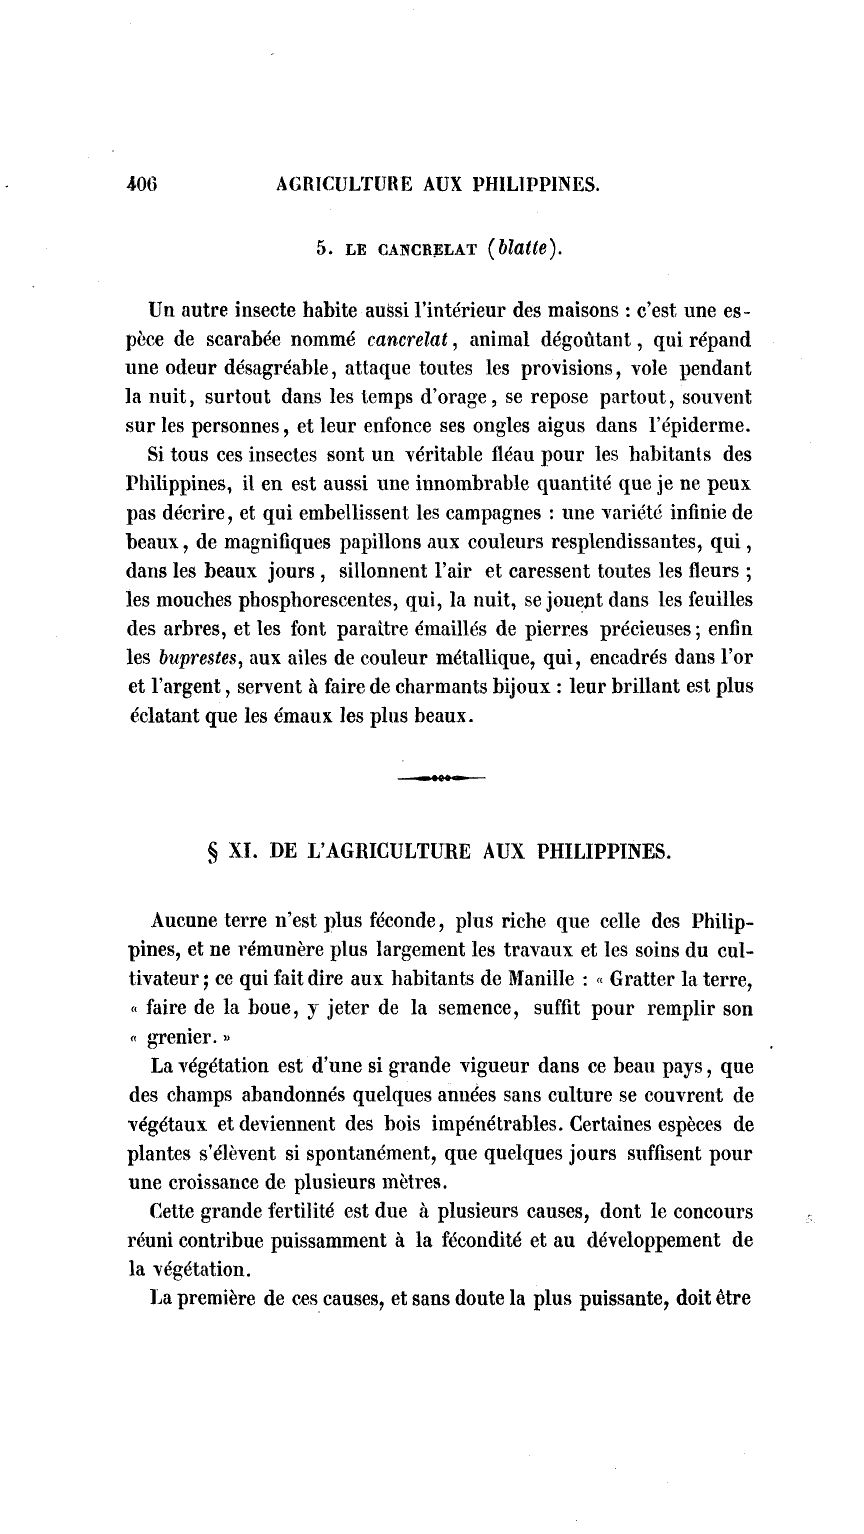 406 AGRICULTURE AUX PHILIPPINES.
5. LE CANCRELAT (blatte).
Un autre insecte habite aussi l'intérieur des maisons : c'est une es-
pèce de scarabée nommé cancrelat, animal dégoûtant, qui répand
une odeur désagréable, attaque toutes les provisions, vole pendant
la nuit, surtout dans les temps d'orage, se repose partout, souvent
sur les personnes, et leur enfonce ses ongles aigus dans l'épiderme.
Si tous ces insectes sont un véritable fléau pour les habitants des
Philippines, il en est aussi une innombrable quantité que je ne peux
pas décrire, et qui embellissent les campagnes : une variété infinie de
beaux, de magnifiques papillons aux couleurs resplendissantes, qui,
dans les beaux jours, sillonnent l'air et caressent toutes les fleurs ;
les mouches phosphorescentes, qui, la nuit, se jouent dans les feuilles
des arbres, et les font paraître émaillés de pierres précieuses ; enfin
les buprestes, aux ailes de couleur métallique, qui, encadrés dans l'or
et l'argent, servent à faire de charmants bijoux : leur brillant est plus
éclatant que les émaux les plus beaux.
§ XI. DE L'AGRICULTURE AUX PHILIPPINES.
Aucune terre n'est plus féconde, plus riche que celle des Philip-
pines, et ne rémunère plus largement les travaux et les soins du cul-
tivateur ; ce qui fait dire aux habitants de Manille : « Gratter la terre,
« faire de la boue, y jeter de la semence, suffit pour remplir son
« grenier. »
La végétation est d'une si grande vigueur dans ce beau pays, que
des champs abandonnés quelques années sans culture se couvrent de
végétaux et deviennent des bois impénétrables. Certaines espèces de
plantes s'élèvent si spontanément, que quelques jours suffisent pour
une croissance de plusieurs mètres.
Cette grande fertilité est due à plusieurs causes, dont le concours
réuni contribue puissamment à la fécondité et au développement de
la végétation.
La première de ces causes, et sans doute la plus puissante, doit être